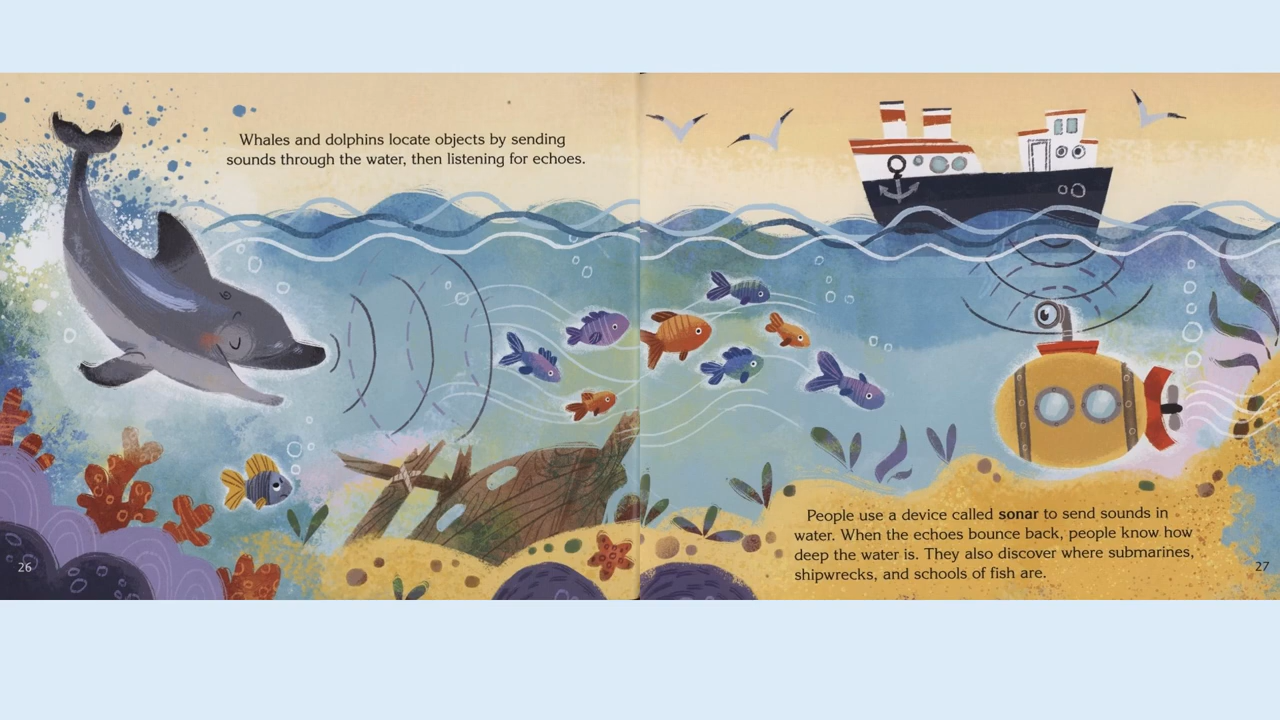 Whales and dolphins locate objects by sending
sounds through the water, then listening for echoes.
26
People use a device called sonar to send sounds in
water. When the echoes bounce back, people know how
deep the water is. They also discover where submarines,
shipwrecks, and schools of fish are.
27